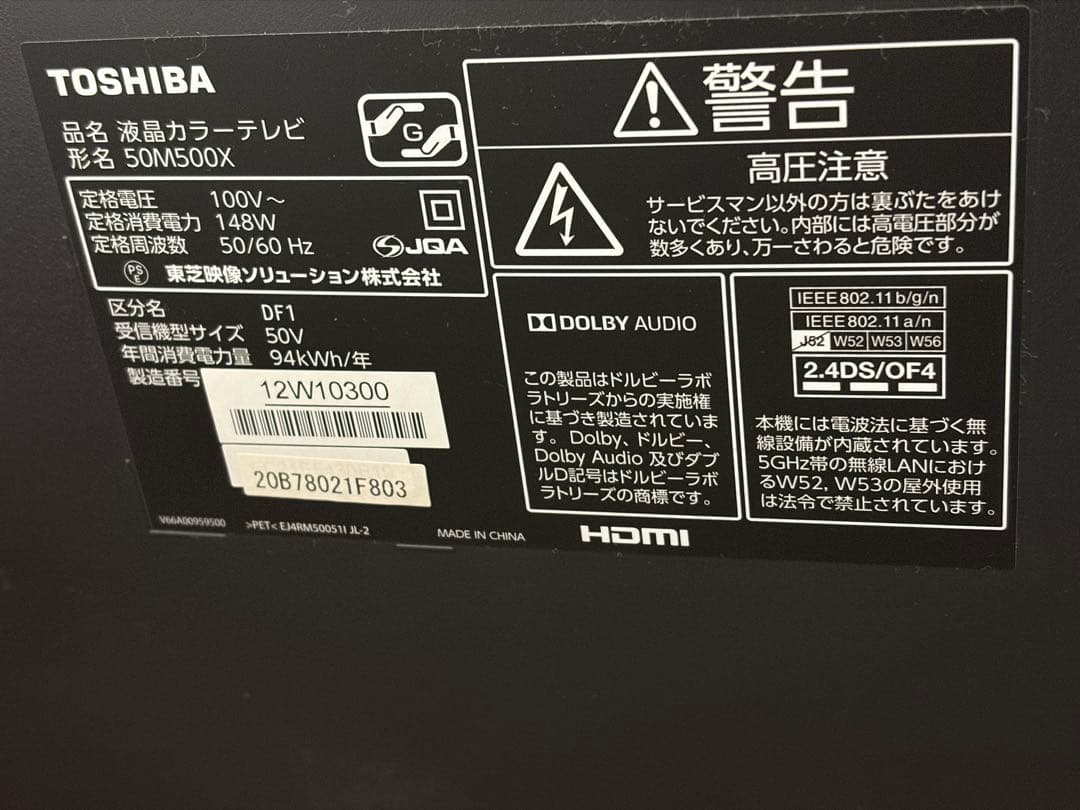 TOSHIBA
品名 液晶カラーテレビ
形名 50M500X
G
定格電圧 100V～
定格消費電力 148W
定格周波数 50/60 Hz
JQA
PSE 東芝映像ソリューション株式会社
区分名 DF1
受信機型サイズ 50V
年間消費電力量 94kWh/年
製造番号
12W10300
20B78021F803
V66A00959500 >PET< EJ4RM50051I JL-2
MADE IN CHINA
HDMI
警告
高圧注意
サービスマン以外の方は裏ぶたをあけ
ないでください。内部には高電圧部分が
数多くあり、万一さわると危険です。
DOLBY AUDIO
この製品はドルビーラボ
ラトリーズからの実施権
に基づき製造されていま
す。Dolby、ドルビー、
Dolby Audio 及びダブ
ルD記号はドルビーラボ
ラトリーズの商標です。
IEEE802.11b/g/n
IEEE802.11a/n
J52 W52 W53 W56
2.4DS/OF4
本機には電波法に基づく無
線設備が内蔵されています。
5GHz帯の無線LANにおけ
るW52, W53の屋外使用
は法令で禁止されています。